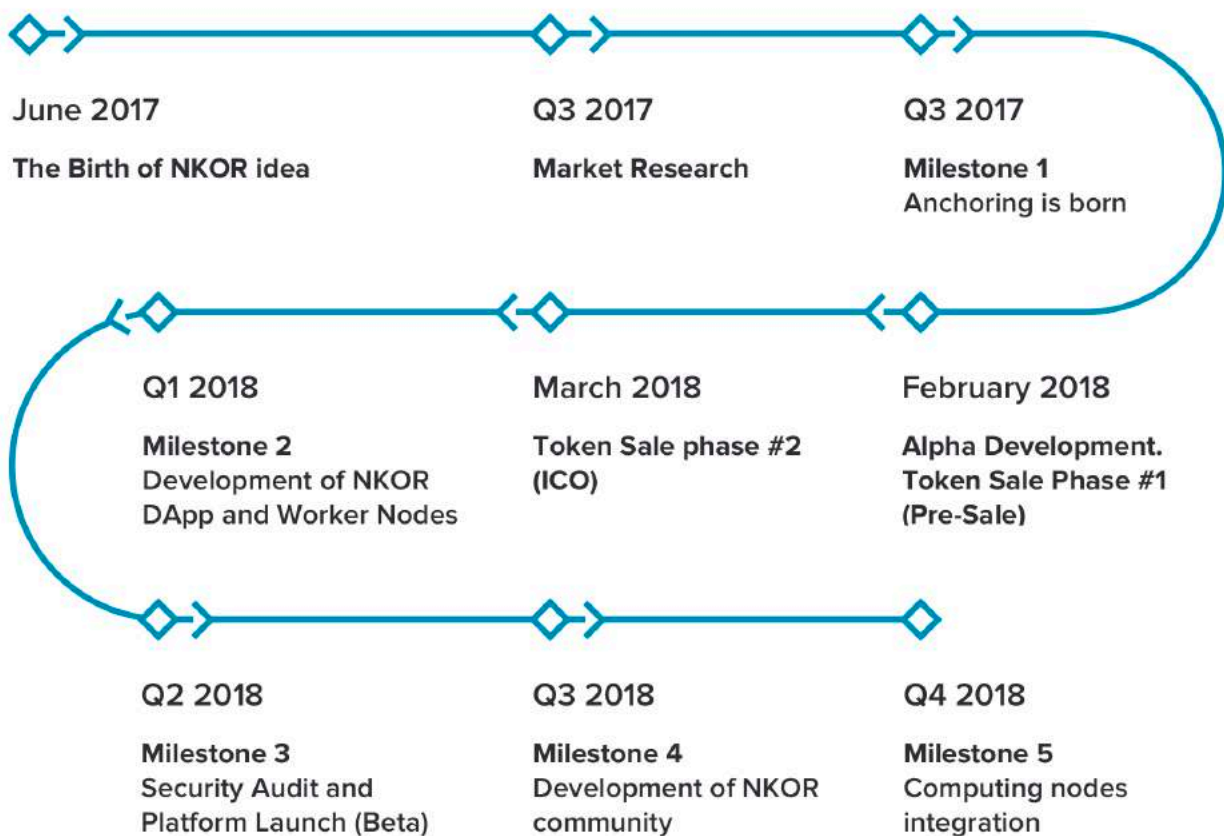 June 2017
The Birth of NKOR idea
Q3 2017
Market Research
Q3 2017
Milestone 1
Anchoring is born
February 2018
Alpha Development.
Token Sale Phase #1
(Pre-Sale)
March 2018
Token Sale phase #2
(ICO)
Q1 2018
Milestone 2
Development of NKOR
DApp and Worker Nodes
Q2 2018
Milestone 3
Security Audit and
Platform Launch (Beta)
Q3 2018
Milestone 4
Development of NKOR
community
Q4 2018
Milestone 5
Computing nodes
integration